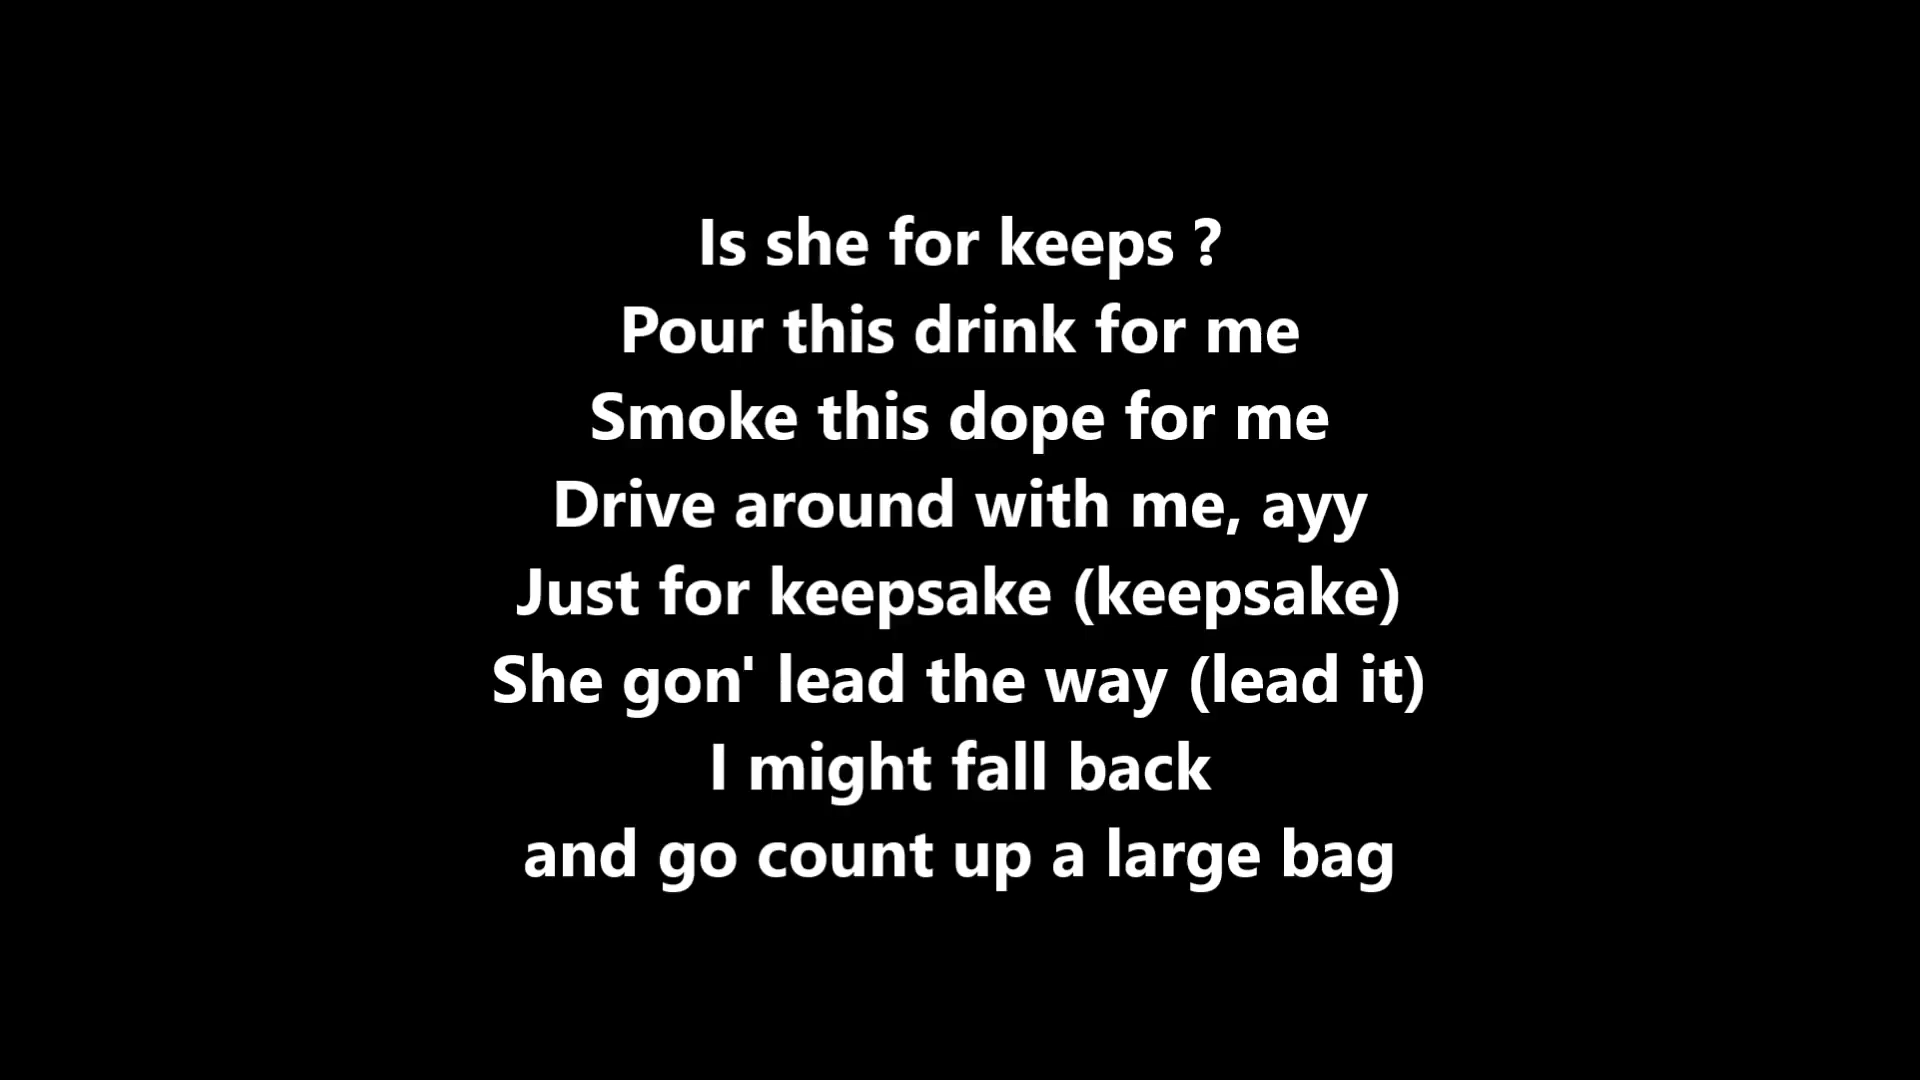 Is she for keeps ?
Pour this drink for me
Smoke this dope for me
Drive around with me, ayy
Just for keepsake (keepsake)
She gon' lead the way (lead it)
I might fall back
and go count up a large bag